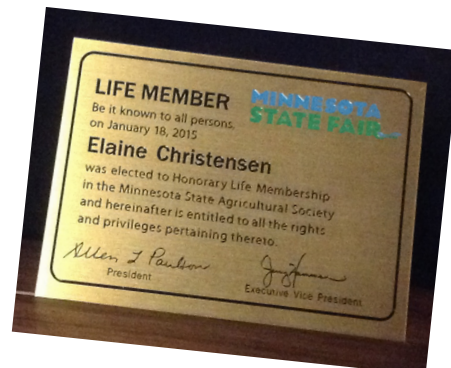 LIFE MEMBER
MINNESOTA
STATE FAIR
Be it known to all persons,
on January 18, 2015
Elaine Christensen
was elected to Honorary Life Membership
in the Minnesota State Agricultural Society
and hereinafter is entitled to all the rights
and privileges pertaining thereto.
Allen L Paulson
President
Executive Vice President